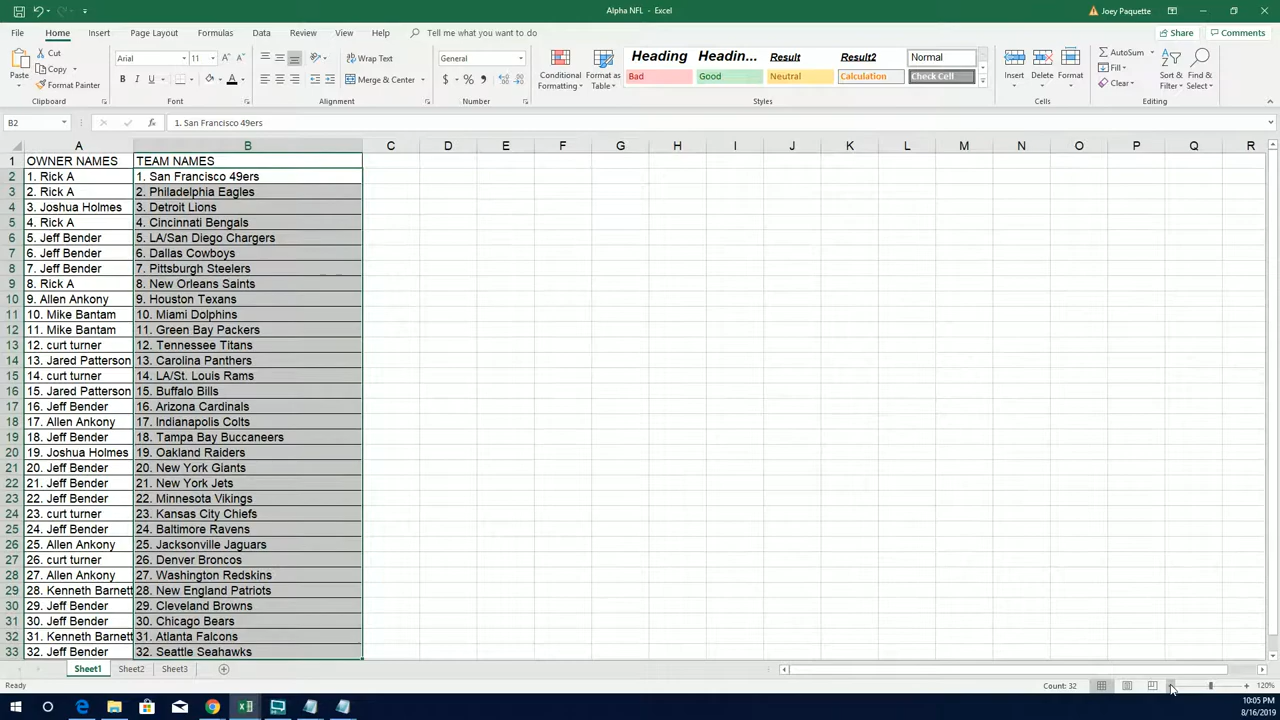 Alpha NFL - Excel
Joey Paquette
File Home Insert Page Layout Formulas Data Review View Help Tell me what you want to do
Share Comments
Paste Cut Copy Format Painter
Arial General
Wrap Text
Merge & Center
Conditional Formatting Format as Table
Heading Headin... Result Result2 Normal
Bad Good Neutral Calculation Check Cell
Insert Delete Format
AutoSum Fill Clear
Sort & Filter Find & Select
Clipboard Font Alignment Number Styles Cells Editing
B2 1. San Francisco 49ers
A B C D E F G H I J K L M N O P Q R
1 OWNER NAMES TEAM NAMES
2 1. Rick A 1. San Francisco 49ers
3 2. Rick A 2. Philadelphia Eagles
4 3. Joshua Holmes 3. Detroit Lions
5 4. Rick A 4. Cincinnati Bengals
6 5. Jeff Bender 5. LA/San Diego Chargers
7 6. Jeff Bender 6. Dallas Cowboys
8 7. Jeff Bender 7. Pittsburgh Steelers
9 8. Rick A 8. New Orleans Saints
10 9. Allen Ankony 9. Houston Texans
11 10. Mike Bantam 10. Miami Dolphins
12 11. Mike Bantam 11. Green Bay Packers
13 12. curt turner 12. Tennessee Titans
14 13. Jared Patterson 13. Carolina Panthers
15 14. curt turner 14. LA/St. Louis Rams
16 15. Jared Patterson 15. Buffalo Bills
17 16. Jeff Bender 16. Arizona Cardinals
18 17. Allen Ankony 17. Indianapolis Colts
19 18. Jeff Bender 18. Tampa Bay Buccaneers
20 19. Joshua Holmes 19. Oakland Raiders
21 20. Jeff Bender 20. New York Giants
22 21. Jeff Bender 21. New York Jets
23 22. Jeff Bender 22. Minnesota Vikings
24 23. curt turner 23. Kansas City Chiefs
25 24. Jeff Bender 24. Baltimore Ravens
26 25. Allen Ankony 25. Jacksonville Jaguars
27 26. curt turner 26. Denver Broncos
28 27. Allen Ankony 27. Washington Redskins
29 28. Kenneth Barnett 28. New England Patriots
30 29. Jeff Bender 29. Cleveland Browns
31 30. Jeff Bender 30. Chicago Bears
32 31. Kenneth Barnett 31. Atlanta Falcons
33 32. Jeff Bender 32. Seattle Seahawks
Sheet1 Sheet2 Sheet3
Ready Count: 32 120%
10:05 PM
8/16/2019